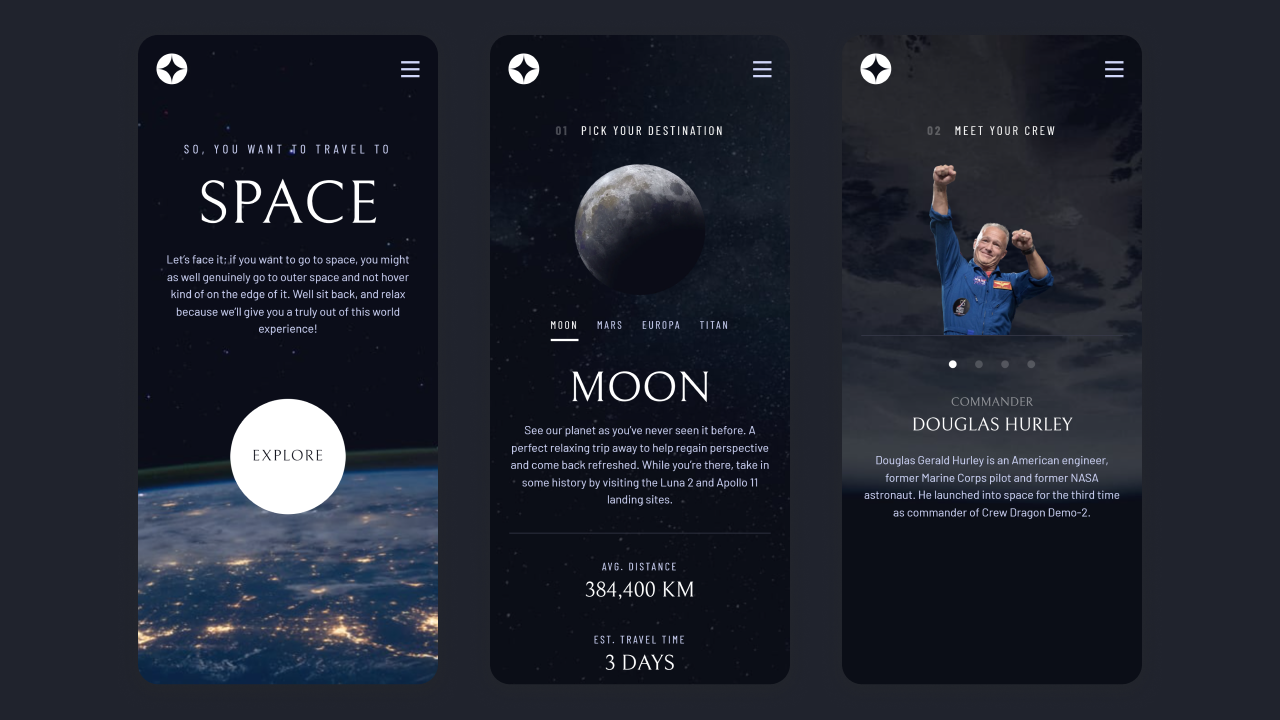 SO, YOU WANT TO TRAVEL TO
SPACE
Let's face it; if you want to go to space, you might
as well genuinely go to outer space and not hover
kind of on the edge of it. Well sit back, and relax
because we'll give you a truly out of this world
experience!
EXPLORE
01 PICK YOUR DESTINATION
MOON MARS EUROPA TITAN
MOON
See our planet as you've never seen it before. A
perfect relaxing trip away to help regain perspective
and come back refreshed. While you're there, take in
some history by visiting the Luna 2 and Apollo 11
landing sites.
AVG. DISTANCE
384,400 KM
EST. TRAVEL TIME
3 DAYS
02 MEET YOUR CREW
COMMANDER
DOUGLAS HURLEY
Douglas Gerald Hurley is an American engineer,
former Marine Corps pilot and former NASA
astronaut. He launched into space for the third time
as commander of Crew Dragon Demo-2.